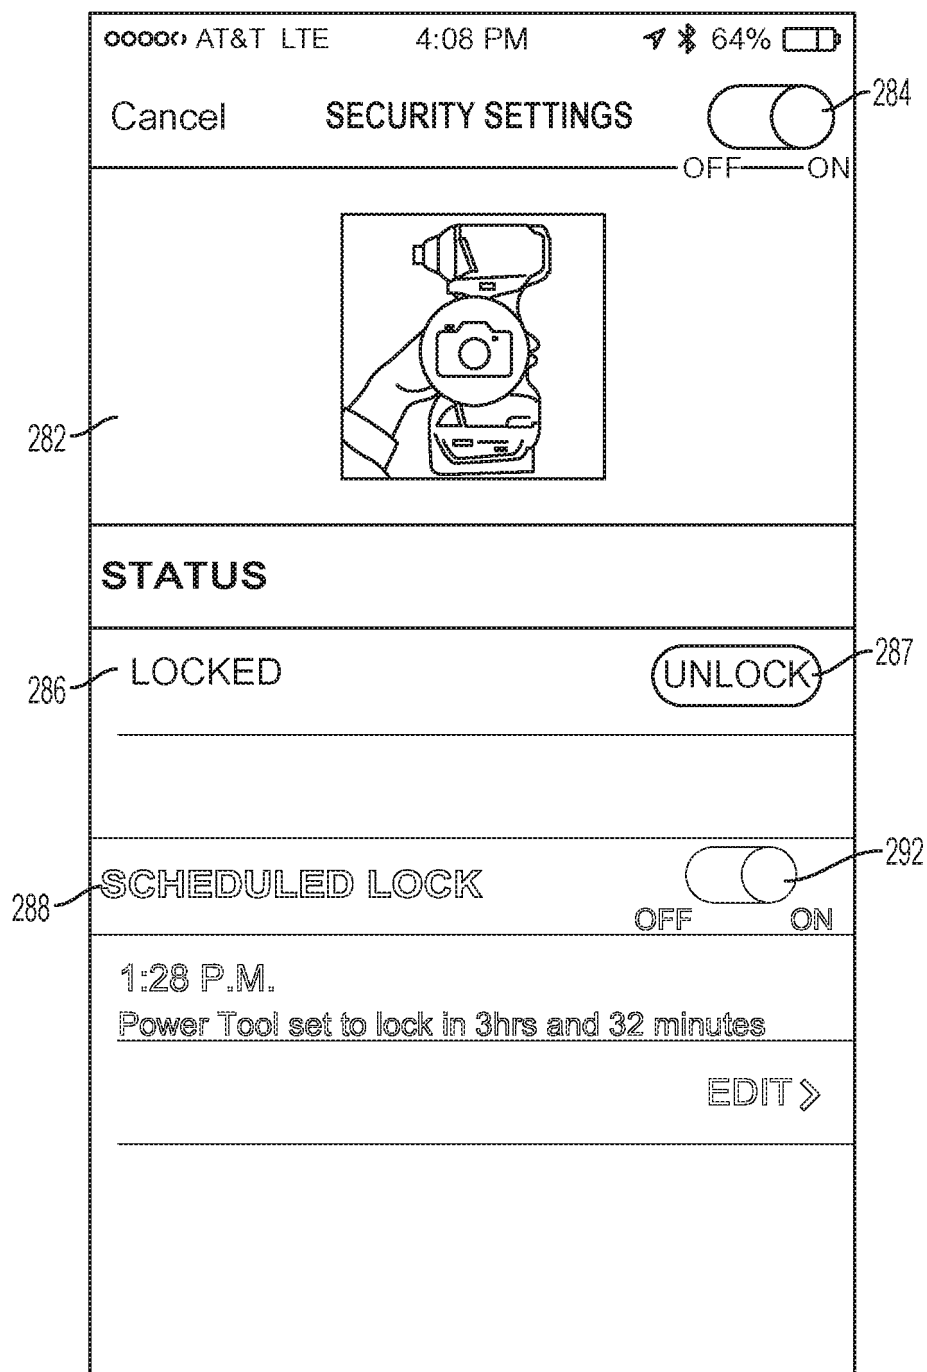 AT&T LTE 4:08 PM 64%
Cancel SECURITY SETTINGS
284
OFF ON
282
STATUS
LOCKED UNLOCK
287
286
292
SCHEDULED LOCK
288
OFF ON
1:28 P.M.
Power Tool set to lock in 3hrs and 32 minutes
EDIT >